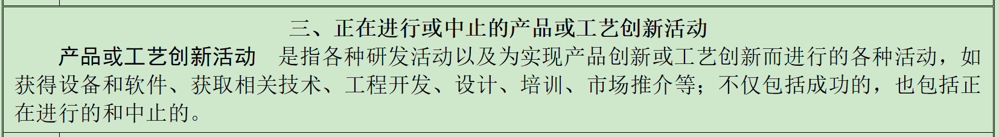 三、正在进行或中止的产品或工艺创新活动
产品或工艺创新活动 是指各种研发活动以及为实现产品创新或工艺创新而进行的各种活动，如
获得设备和软件、获取相关技术、工程开发、设计、培训、市场推介等；不仅包括成功的，也包括正
在进行的和中止的。